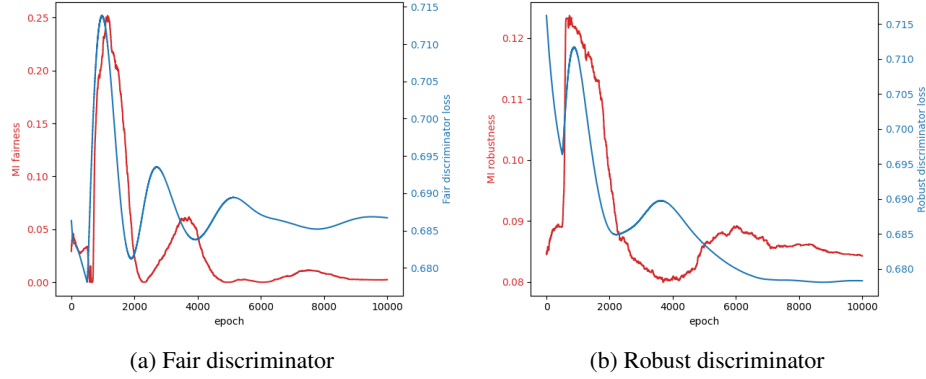 0.25
0.20
0.15
0.10
0.05
0.00
MI fairness
0.715
0.710
0.705
0.700
0.695
0.690
0.685
0.680
Fair discriminator loss
0 2000 4000 6000 8000 10000
epoch
(a) Fair discriminator
0.12
0.11
0.10
0.09
0.08
MI robustness
0.715
0.710
0.705
0.700
0.695
0.690
0.685
0.680
Robust discriminator loss
0 2000 4000 6000 8000 10000
epoch
(b) Robust discriminator